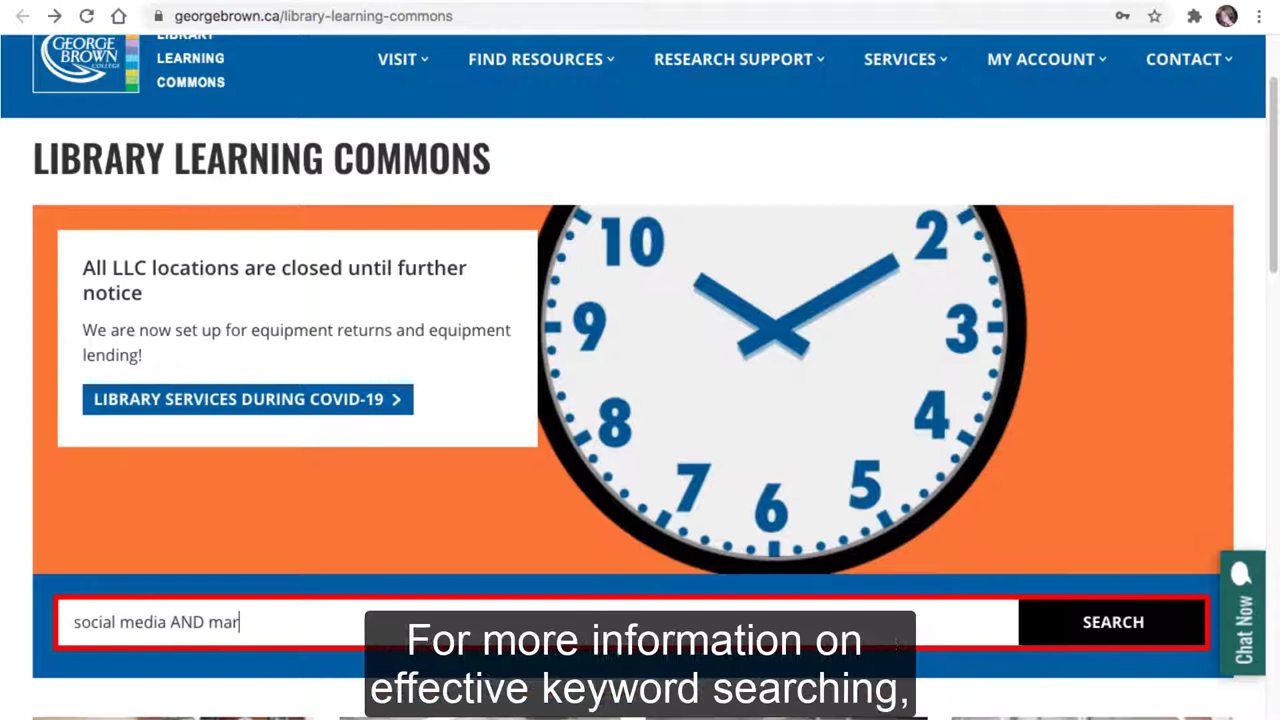 georgebrown.ca/library-learning-commons
GEORGE
BROWN
COLLEGE
LIBRARY
LEARNING
COMMONS
VISIT
FIND RESOURCES
RESEARCH SUPPORT
SERVICES
MY ACCOUNT
CONTACT
LIBRARY LEARNING COMMONS
All LLC locations are closed until further
notice
We are now set up for equipment returns and equipment
lending!
LIBRARY SERVICES DURING COVID-19
10
2
9
3
8
4
7
5
6
social media AND mar
SEARCH
Chat Now
For more information on
effective keyword searching,